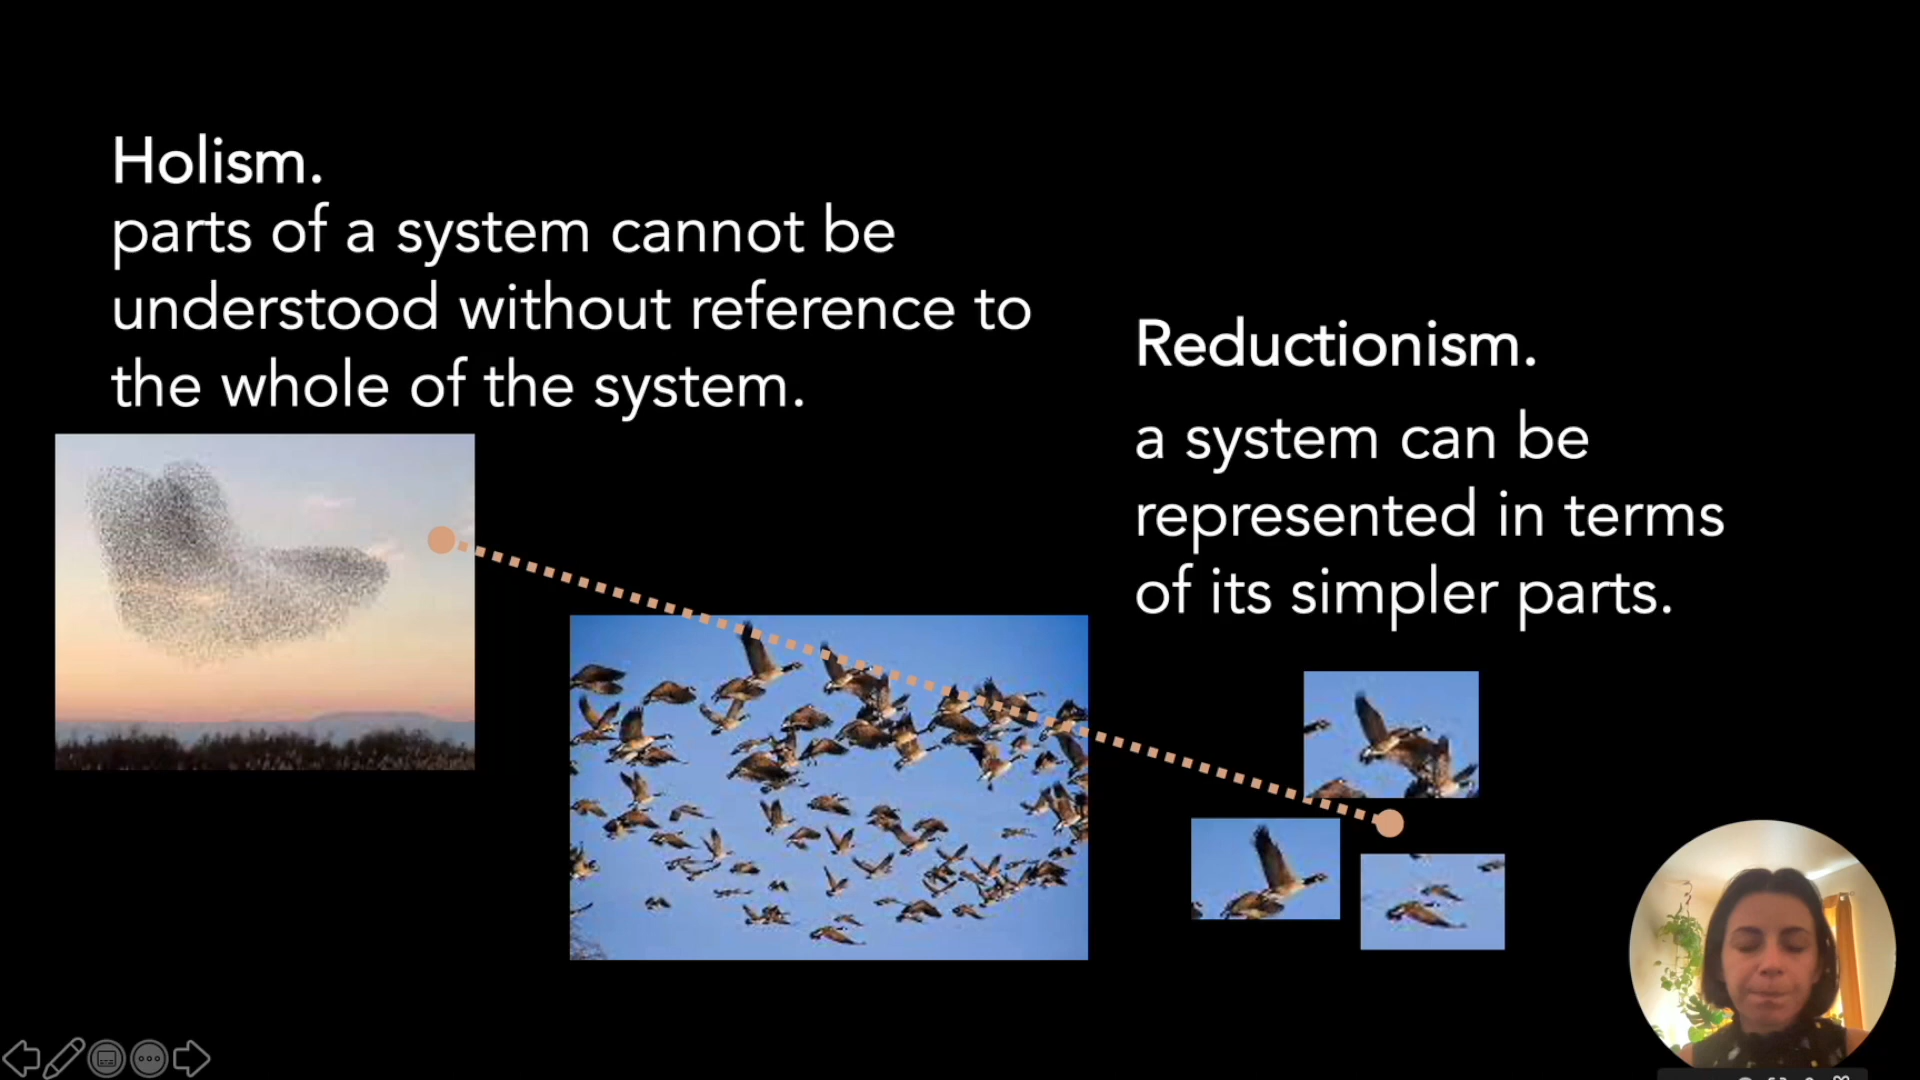 Holism.
parts of a system cannot be
understood without reference to
the whole of the system.
Reductionism.
a system can be
represented in terms
of its simpler parts.